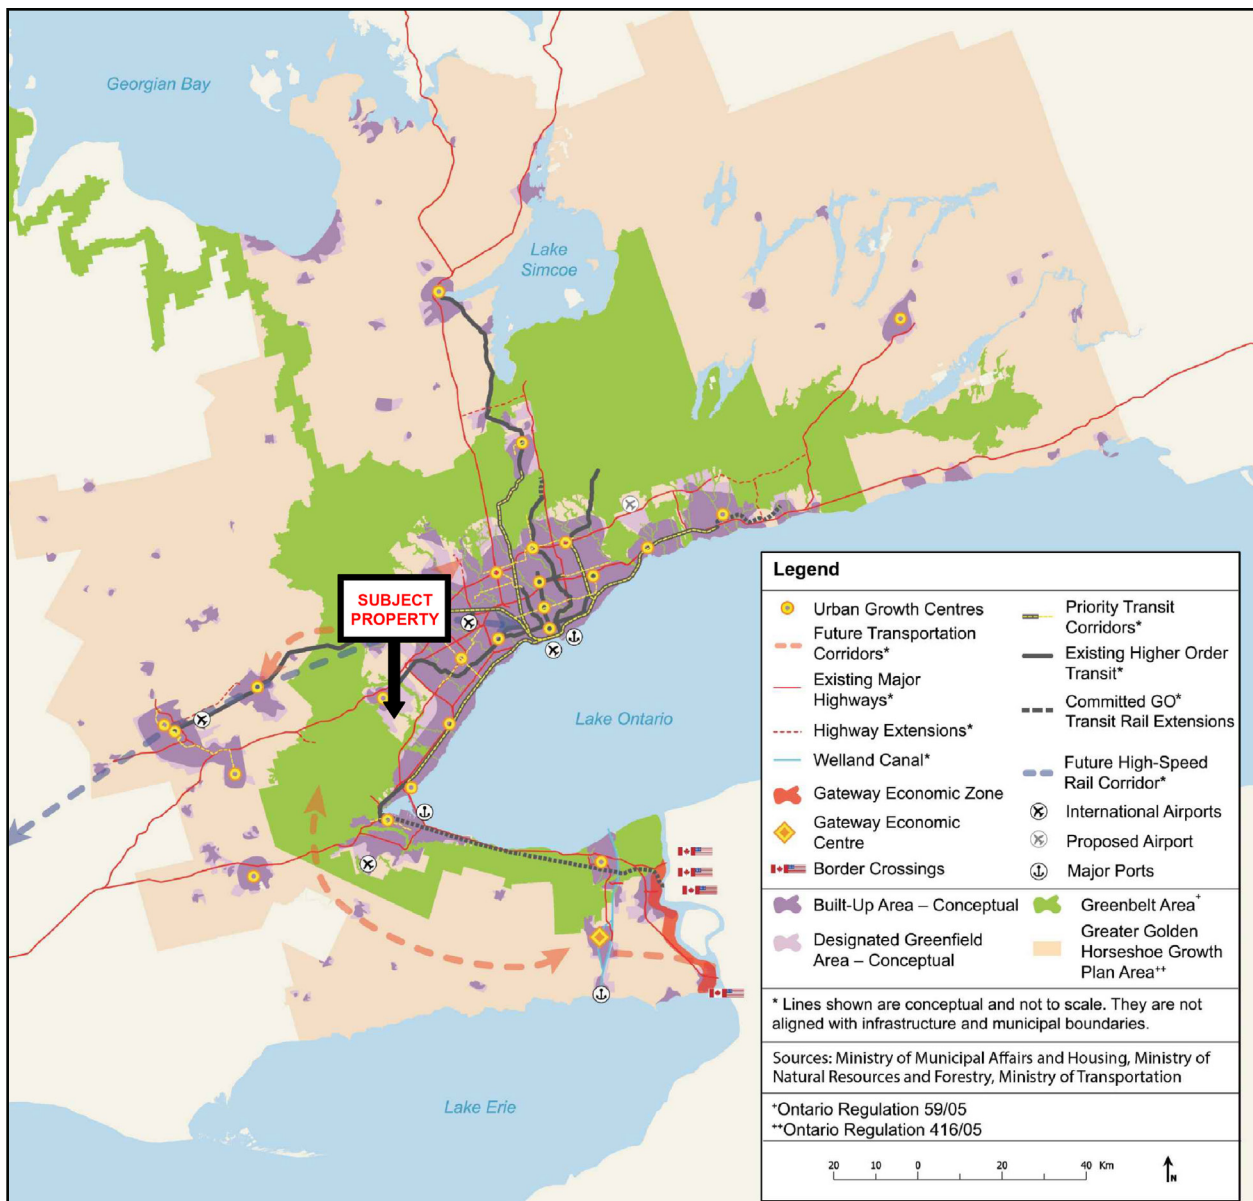 Georgian Bay
Lake
Simcoe
SUBJECT
PROPERTY
Lake Ontario
Lake Erie
Legend
Urban Growth Centres
Future Transportation
Corridors*
Existing Major
Highways*
Highway Extensions*
Welland Canal*
Gateway Economic Zone
Gateway Economic
Centre
Border Crossings
Priority Transit
Corridors*
Existing Higher Order
Transit*
Committed GO*
Transit Rail Extensions
Future High-Speed
Rail Corridor*
International Airports
Proposed Airport
Major Ports
Built-Up Area – Conceptual
Designated Greenfield
Area – Conceptual
Greenbelt Area+
Greater Golden
Horseshoe Growth
Plan Area++
* Lines shown are conceptual and not to scale. They are not
aligned with infrastructure and municipal boundaries.
Sources: Ministry of Municipal Affairs and Housing, Ministry of
Natural Resources and Forestry, Ministry of Transportation
+Ontario Regulation 59/05
++Ontario Regulation 416/05
20 10 0 20 40 Km
N